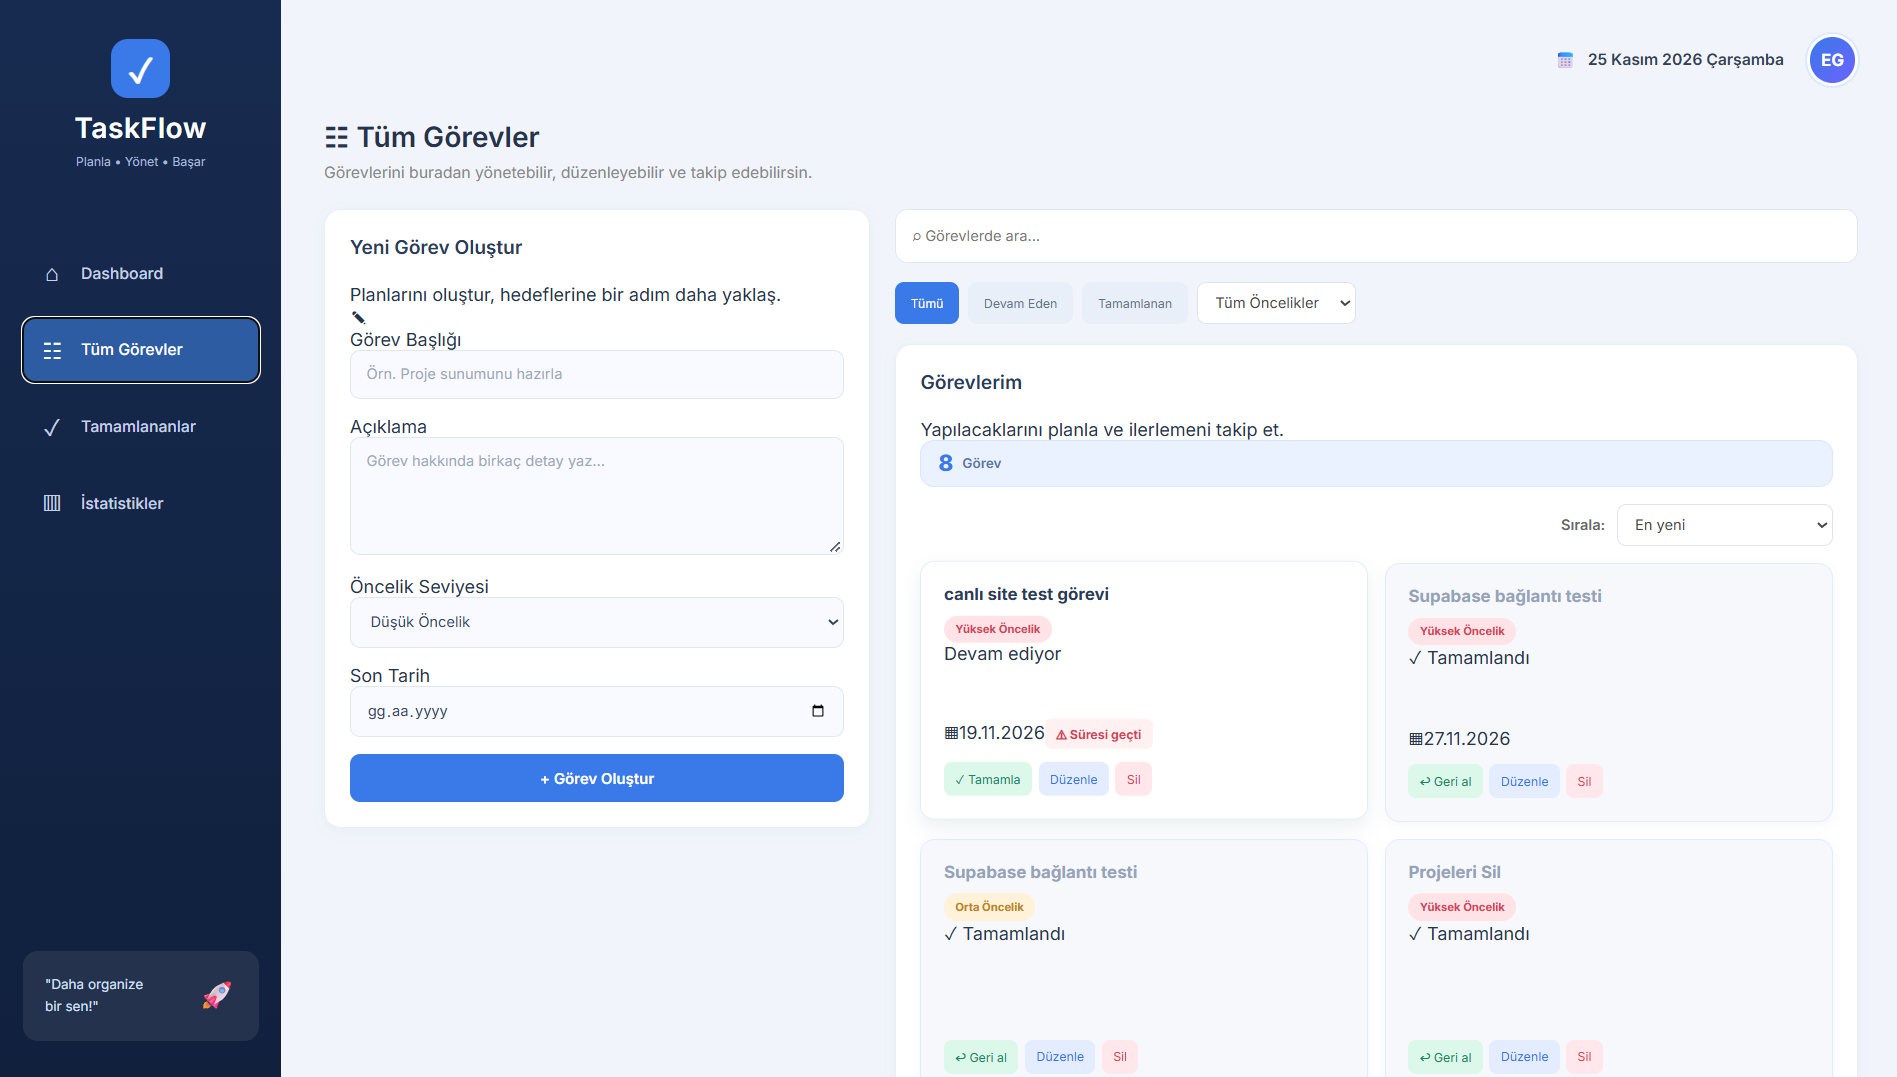 TaskFlow
Planla • Yönet • Başar
Dashboard
Tüm Görevler
Tamamlananlar
İstatistikler
"Daha organize
bir sen!"
25 Kasım 2026 Çarşamba
EG
Tüm Görevler
Görevlerini buradan yönetebilir, düzenleyebilir ve takip edebilirsin.
Yeni Görev Oluştur
Planlarını oluştur, hedeflerine bir adım daha yaklaş.
Görev Başlığı
Örn. Proje sunumunu hazırla
Açıklama
Görev hakkında birkaç detay yaz...
Öncelik Seviyesi
Düşük Öncelik
Son Tarih
gg.aa.yyyy
+ Görev Oluştur
⌕ Görevlerde ara...
Tümü
Devam Eden
Tamamlanan
Tüm Öncelikler
Görevlerim
Yapılacaklarını planla ve ilerlemeni takip et.
8 Görev
Sırala:
En yeni
canlı site test görevi
Yüksek Öncelik
Devam ediyor
▦19.11.2026
⚠ Süresi geçti
✓ Tamamla
Düzenle
Sil
Supabase bağlantı testi
Yüksek Öncelik
✓ Tamamlandı
▦27.11.2026
↩ Geri al
Düzenle
Sil
Supabase bağlantı testi
Orta Öncelik
✓ Tamamlandı
↩ Geri al
Düzenle
Sil
Projeleri Sil
Yüksek Öncelik
✓ Tamamlandı
↩ Geri al
Düzenle
Sil